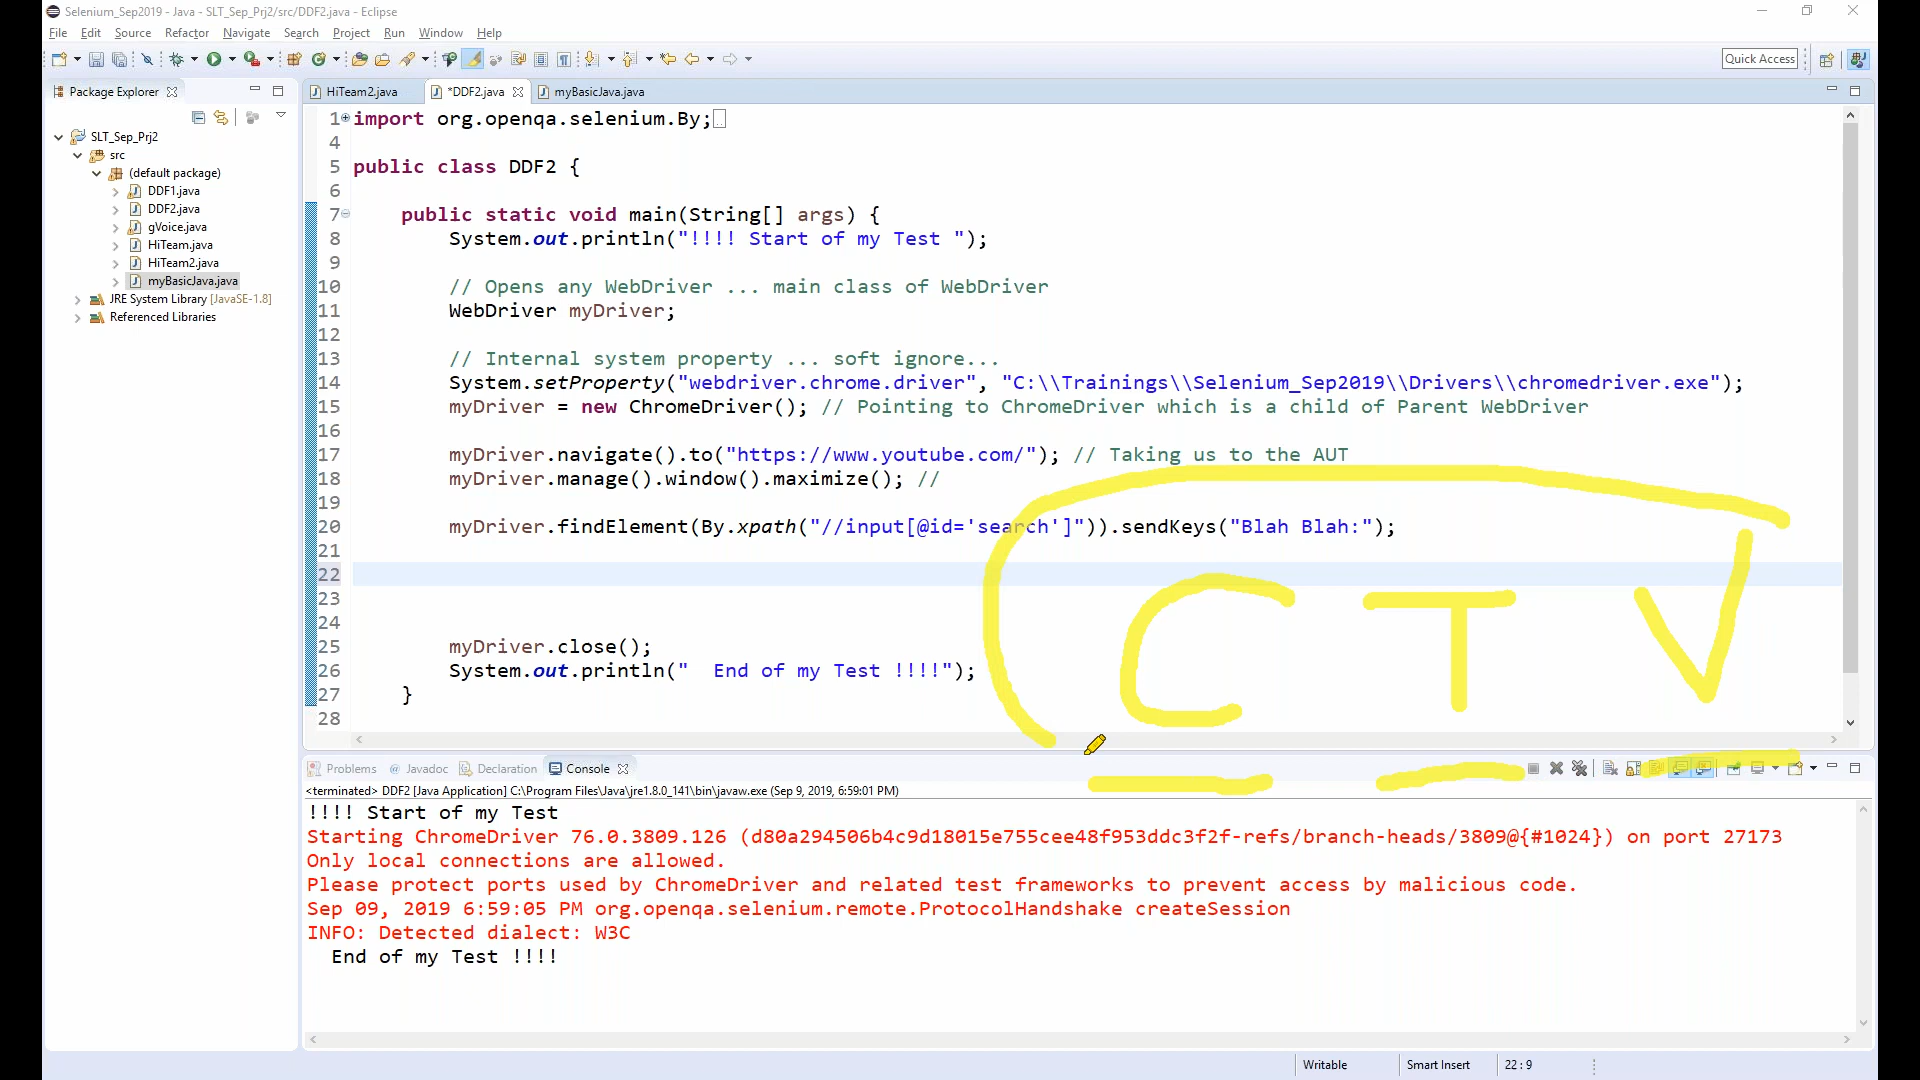 Selenium_Sep2019 - Java - SLT_Sep_Prj2/src/DDF2.java - Eclipse
File Edit Source Refactor Navigate Search Project Run Window Help
Quick Access
Package Explorer
HiTeam2.java *DDF2.java myBasicJava.java
SLT_Sep_Prj2
src
(default package)
DDF1.java
DDF2.java
gVoice.java
HiTeam.java
HiTeam2.java
myBasicJava.java
JRE System Library [JavaSE-1.8]
Referenced Libraries
1 import org.openqa.selenium.By;
4
5 public class DDF2 {
6
7 public static void main(String[] args) {
8 System.out.println("!!!! Start of my Test ");
9
10 // Opens any WebDriver ... main class of WebDriver
11 WebDriver myDriver;
12
13 // Internal system property ... soft ignore...
14 System.setProperty("webdriver.chrome.driver", "C:\\Trainings\\Selenium_Sep2019\\Drivers\\chromedriver.exe");
15 myDriver = new ChromeDriver(); // Pointing to ChromeDriver which is a child of Parent WebDriver
16
17 myDriver.navigate().to("https://www.youtube.com/"); // Taking us to the AUT
18 myDriver.manage().window().maximize(); //
19
20 myDriver.findElement(By.xpath("//input[@id='search']")).sendKeys("Blah Blah:");
21
22
23
24
25 myDriver.close();
26 System.out.println("  End of my Test !!!!");
27 }
28
C T V
Problems Javadoc Declaration Console
<terminated> DDF2 [Java Application] C:\Program Files\Java\jre1.8.0_141\bin\javaw.exe (Sep 9, 2019, 6:59:01 PM)
!!!! Start of my Test
Starting ChromeDriver 76.0.3809.126 (d80a294506b4c9d18015e755cee48f953ddc3f2f-refs/branch-heads/3809@{#1024}) on port 27173
Only local connections are allowed.
Please protect ports used by ChromeDriver and related test frameworks to prevent access by malicious code.
Sep 09, 2019 6:59:05 PM org.openqa.selenium.remote.ProtocolHandshake createSession
INFO: Detected dialect: W3C
End of my Test !!!!
Writable Smart Insert 22 : 9